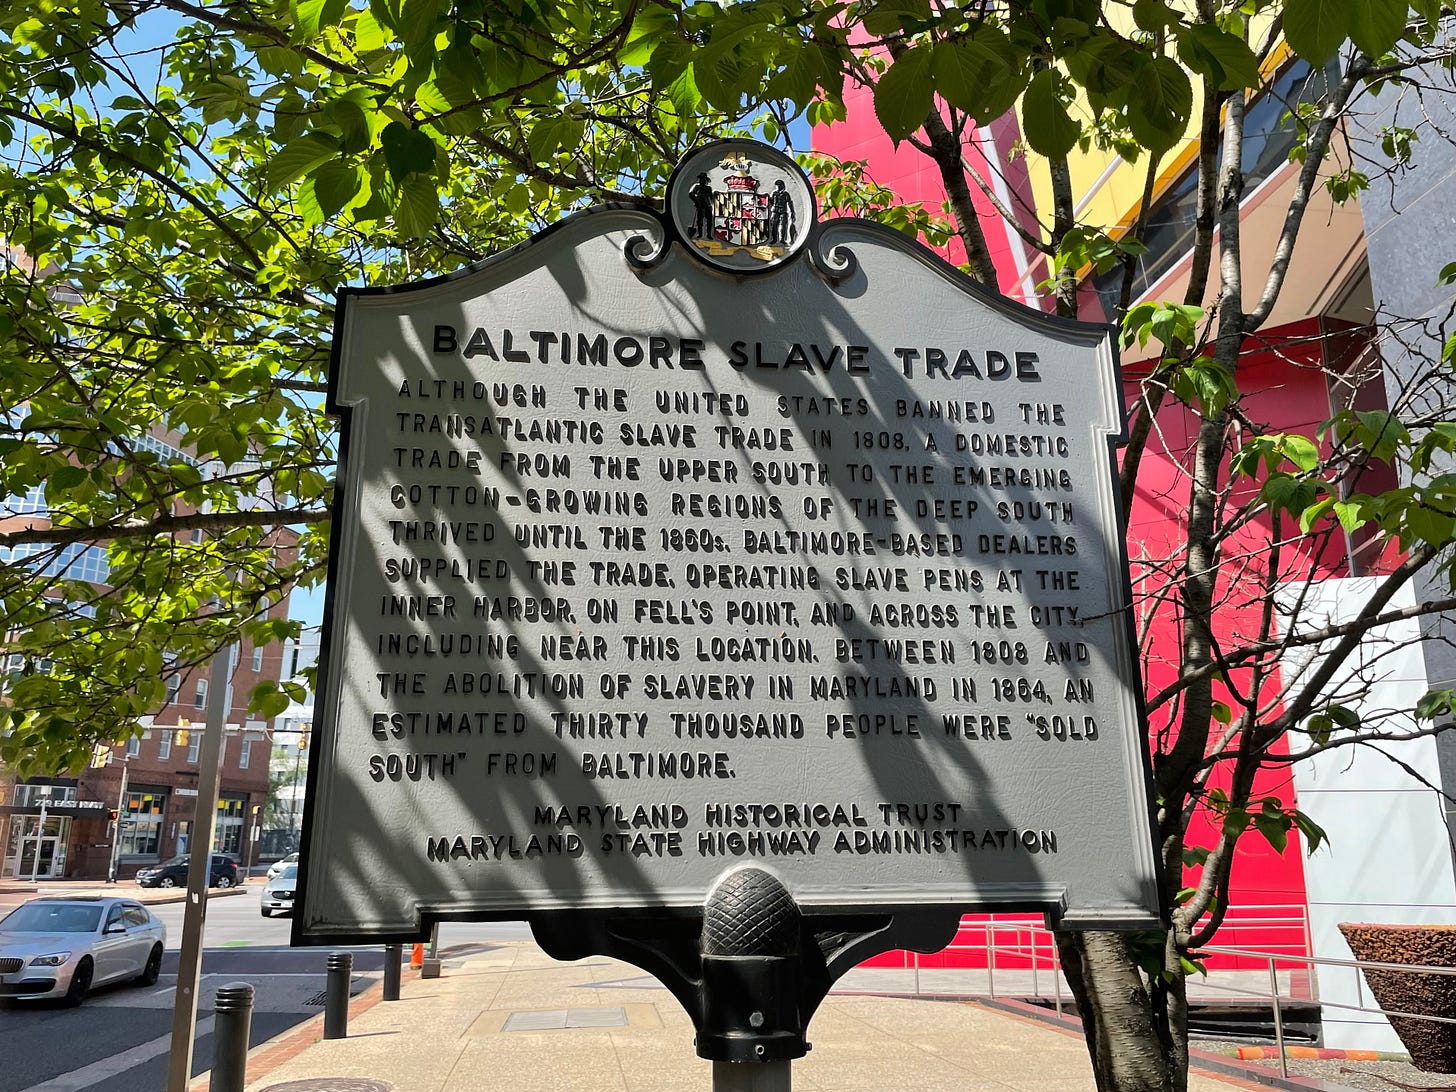 BALTIMORE SLAVE TRADE
ALTHOUGH THE UNITED STATES BANNED THE
TRANSATLANTIC SLAVE TRADE IN 1808, A DOMESTIC
TRADE FROM THE UPPER SOUTH TO THE EMERGING
COTTON-GROWING REGIONS OF THE DEEP SOUTH
THRIVED UNTIL THE 1860s. BALTIMORE-BASED DEALERS
SUPPLIED THE TRADE, OPERATING SLAVE PENS AT THE
INNER HARBOR, ON FELL'S POINT, AND ACROSS THE CITY,
INCLUDING NEAR THIS LOCATION. BETWEEN 1808 AND
THE ABOLITION OF SLAVERY IN MARYLAND IN 1864, AN
ESTIMATED THIRTY THOUSAND PEOPLE WERE "SOLD
SOUTH" FROM BALTIMORE.
MARYLAND HISTORICAL TRUST
MARYLAND STATE HIGHWAY ADMINISTRATION